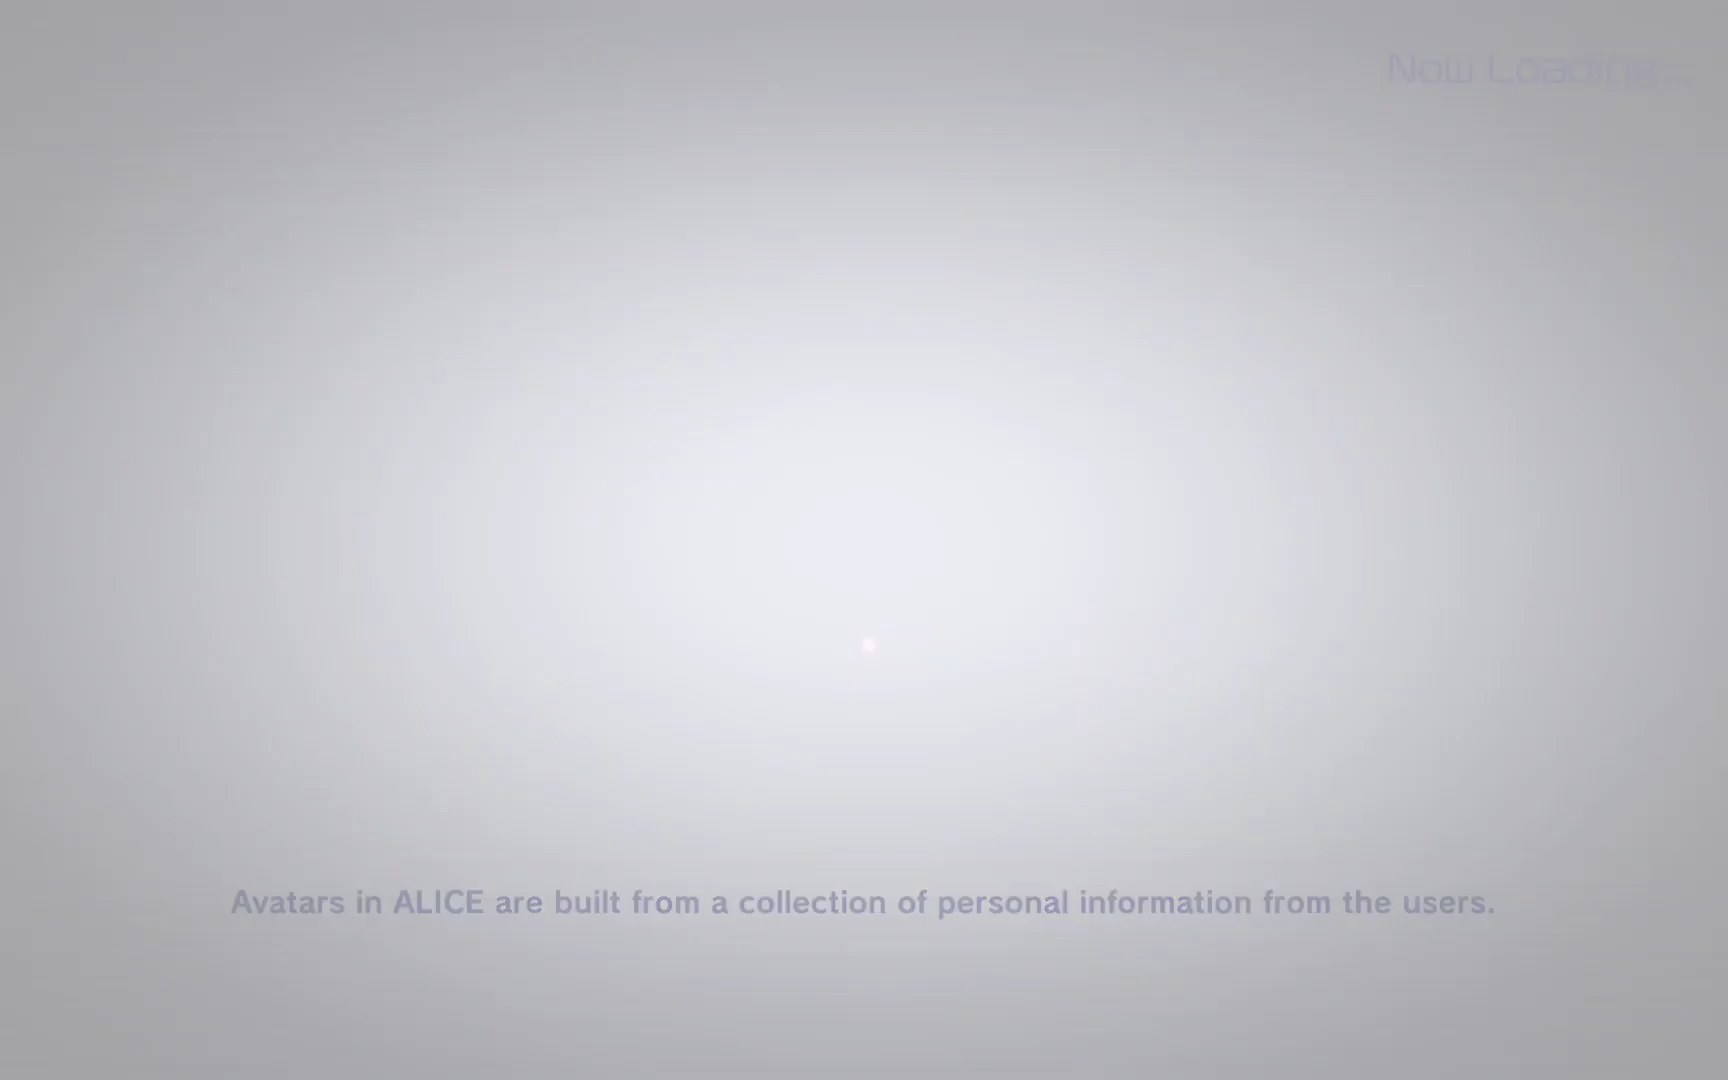 Now Loading...
Avatars in ALICE are built from a collection of personal information from the users.